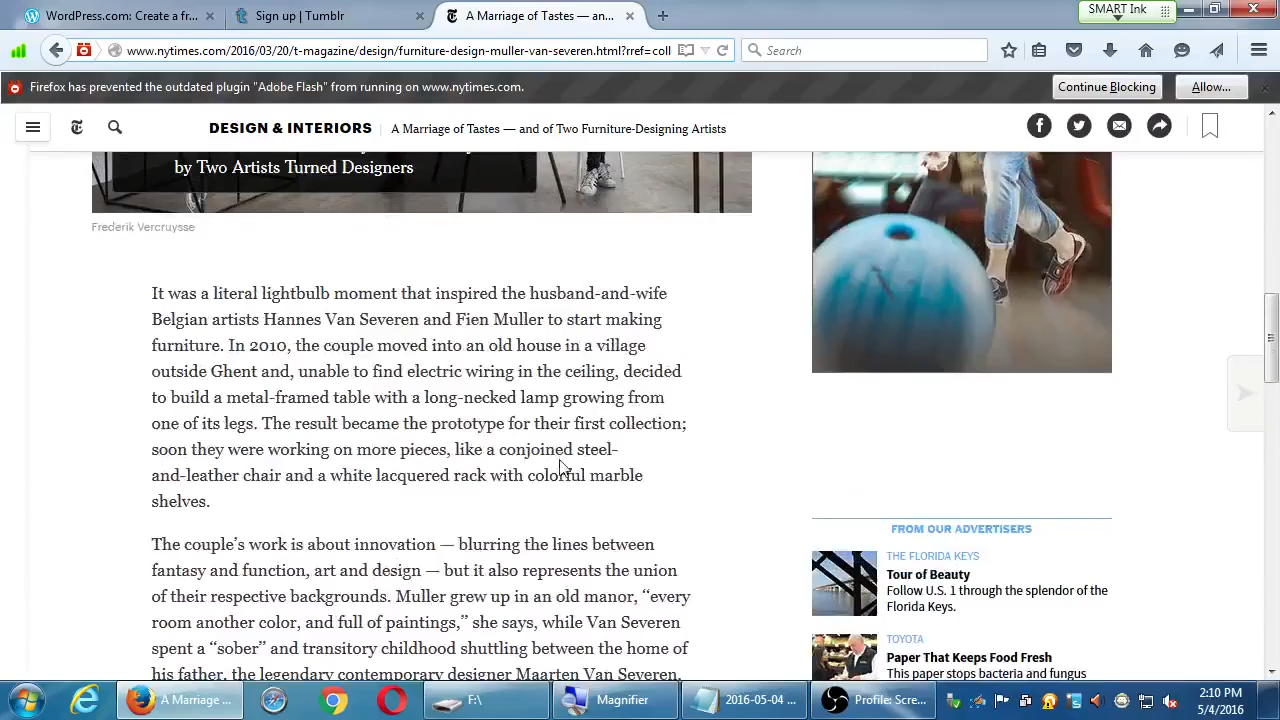 WordPress.com: Create a fr...
Sign up | Tumblr
A Marriage of Tastes — an...
SMART Ink
www.nytimes.com/2016/03/20/t-magazine/design/furniture-design-muller-van-severen.html?rref=coll
Search
Firefox has prevented the outdated plugin "Adobe Flash" from running on www.nytimes.com.
Continue Blocking
Allow...
DESIGN & INTERIORS
A Marriage of Tastes — and of Two Furniture-Designing Artists
by Two Artists Turned Designers
Frederik Vercruysse
It was a literal lightbulb moment that inspired the husband-and-wife
Belgian artists Hannes Van Severen and Fien Muller to start making
furniture. In 2010, the couple moved into an old house in a village
outside Ghent and, unable to find electric wiring in the ceiling, decided
to build a metal-framed table with a long-necked lamp growing from
one of its legs. The result became the prototype for their first collection;
soon they were working on more pieces, like a conjoined steel-
and-leather chair and a white lacquered rack with colorful marble
shelves.
The couple’s work is about innovation — blurring the lines between
fantasy and function, art and design — but it also represents the union
of their respective backgrounds. Muller grew up in an old manor, “every
room another color, and full of paintings,” she says, while Van Severen
spent a “sober” and transitory childhood shuttling between the home of
his father, the legendary contemporary designer Maarten Van Severen,
FROM OUR ADVERTISERS
THE FLORIDA KEYS
Tour of Beauty
Follow U.S. 1 through the splendor of the
Florida Keys.
TOYOTA
Paper That Keeps Food Fresh
This paper stops bacteria and fungus
A Marriage ...
F:\
Magnifier
2016-05-04 ...
Profile: Scre...
2:10 PM
5/4/2016